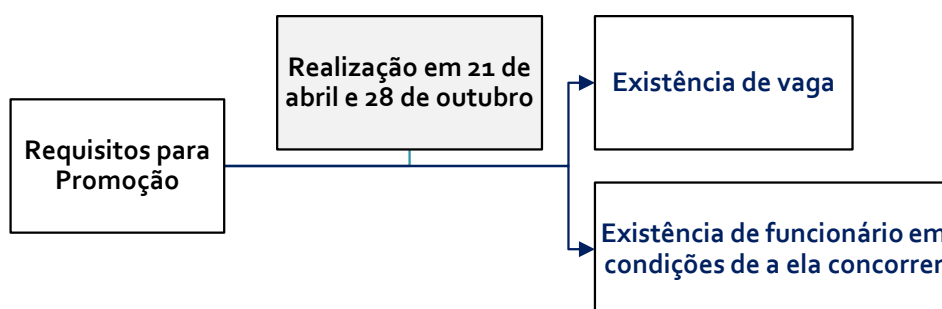 Requisitos para
Promoção
Realização em 21 de
abril e 28 de outubro
Existência de vaga
Existência de funcionário em
condições de a ela concorrer